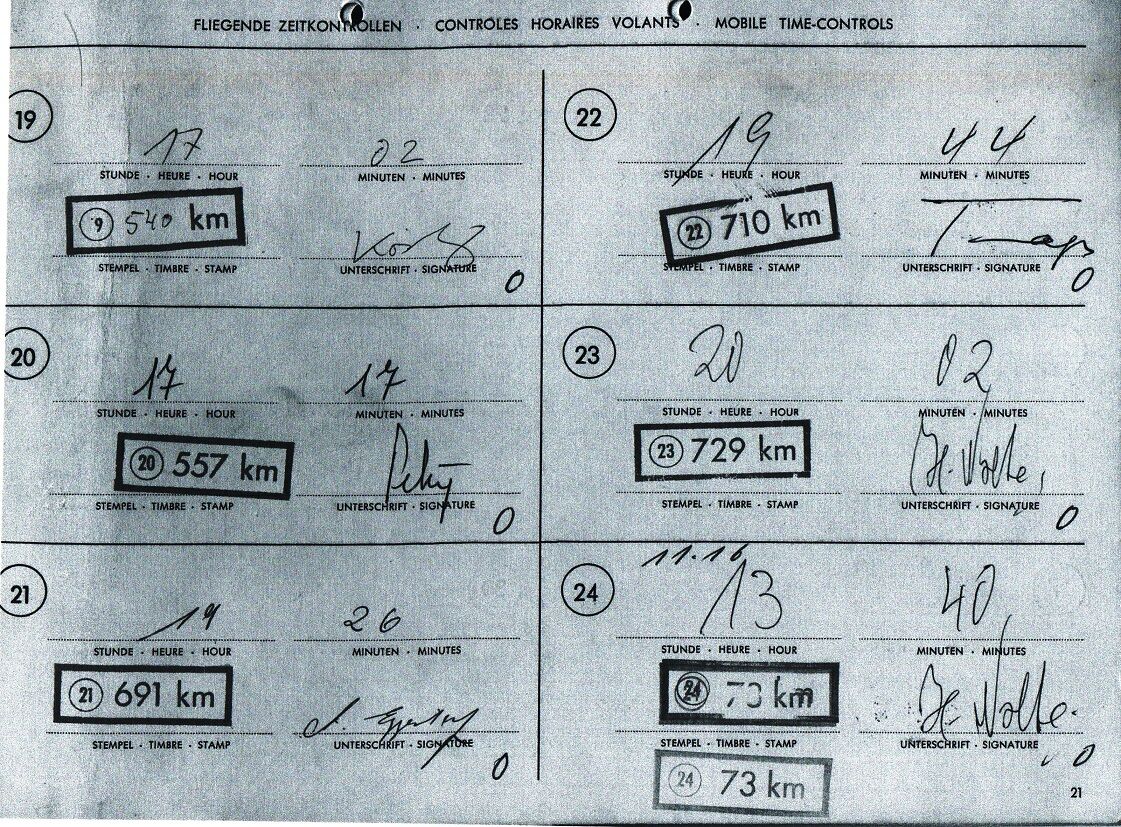 FLIEGENDE ZEITKONTROLLEN · CONTROLES HORAIRES VOLANTS · MOBILE TIME-CONTROLS
19
17 02
STUNDE · HEURE · HOUR MINUTEN · MINUTES
9 540 km
STEMPEL · TIMBRE · STAMP UNTERSCHRIFT · SIGNATURE
0
20
17 17
STUNDE · HEURE · HOUR MINUTEN · MINUTES
20 557 km
STEMPEL · TIMBRE · STAMP UNTERSCHRIFT · SIGNATURE
0
21
19 26
STUNDE · HEURE · HOUR MINUTEN · MINUTES
21 691 km
STEMPEL · TIMBRE · STAMP UNTERSCHRIFT · SIGNATURE
0
22
19 44
STUNDE · HEURE · HOUR MINUTEN · MINUTES
22 710 km
STEMPEL · TIMBRE · STAMP UNTERSCHRIFT · SIGNATURE
0
23
20 02
STUNDE · HEURE · HOUR MINUTEN · MINUTES
23 729 km
STEMPEL · TIMBRE · STAMP UNTERSCHRIFT · SIGNATURE
0
24
11.16
13 40
STUNDE · HEURE · HOUR MINUTEN · MINUTES
24 73 km
STEMPEL · TIMBRE · STAMP UNTERSCHRIFT · SIGNATURE
0
24 73 km
21